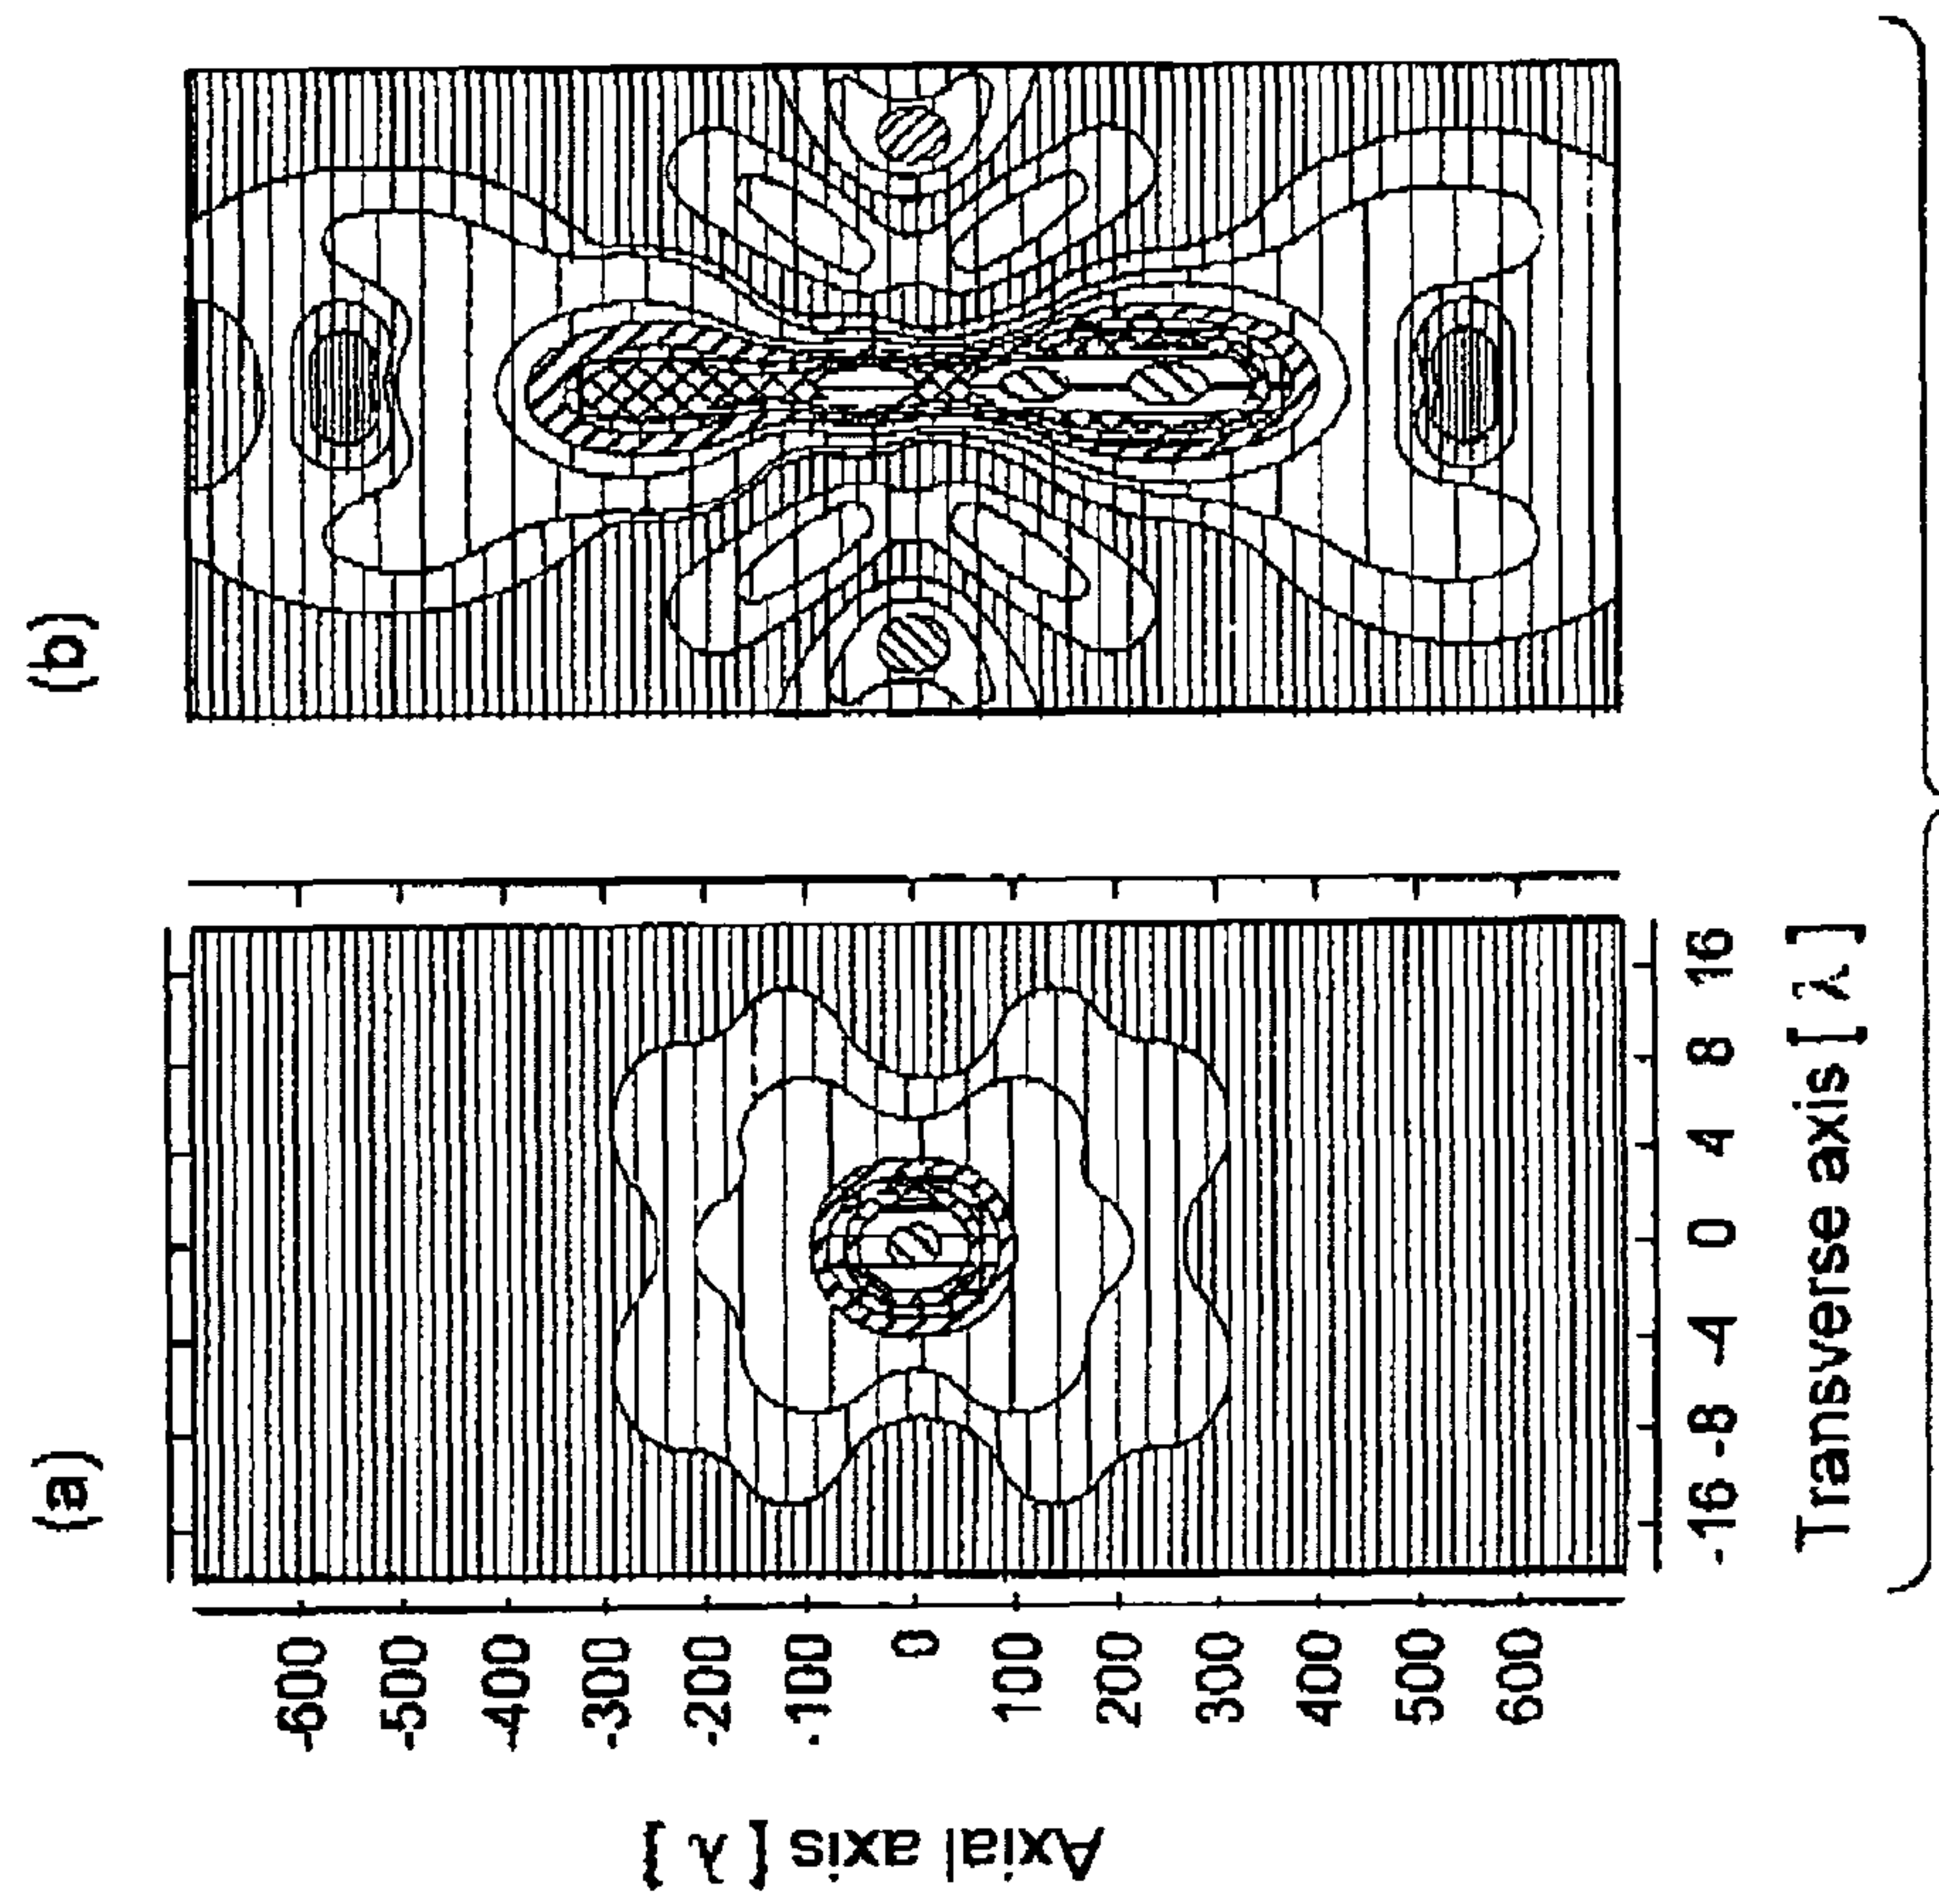 (a)
(b)
Axial axis [ λ ]
-600
-500
-400
-300
-200
-100
0
100
200
300
400
500
600
-16 -8 -4 0 4 8 16
Transverse axis [ λ ]